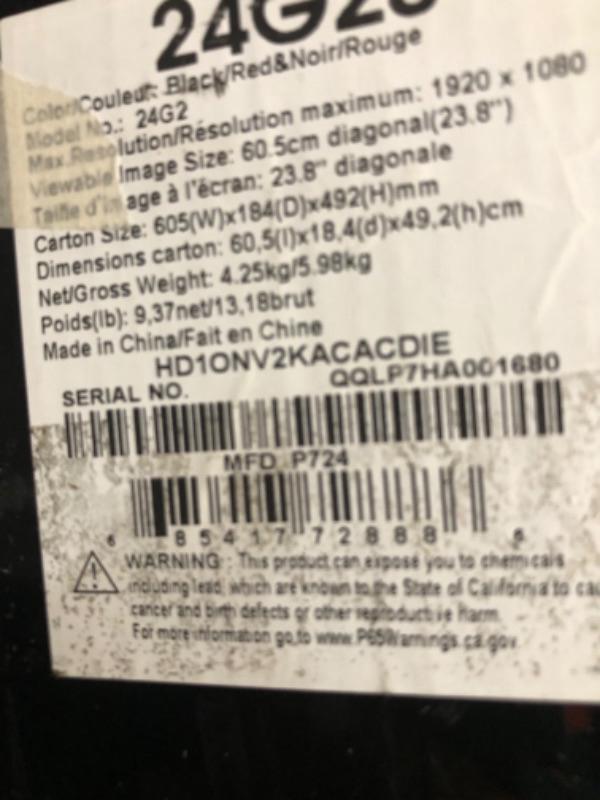 Color/Couleur: Black/Red&Noir/Rouge
Model No.: 24G2
Max.Resolution/Résolution maximum: 1920 x 1080
Viewable Image Size: 60.5cm diagonal(23.8")
Taille d'image à l'écran: 23.8" diagonale
Carton Size: 605(W)x184(D)x492(H)mm
Dimensions carton: 60,5(l)x18,4(d)x49,2(h)cm
Net/Gross Weight: 4.25kg/5.98kg
Poids(lb): 9,37net/13,18brut
Made in China/Fait en Chine
HD1ONV2KACACDIE
SERIAL NO. QQLP7HA001680
MFD P724
6 85417 72888 6
WARNING : This product can expose you to chemicals
including lead, which are known to the State of California to
cancer and birth defects or other reproductive harm.
For more information go to www.P65Warnings.ca.gov